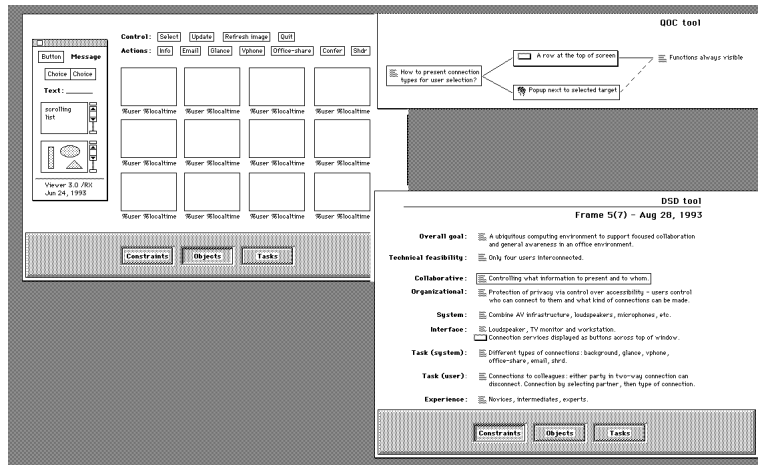 Control: Select Update Refresh image Quit
Actions: Info Email Glance Vphone Office-share Confer Shdr
Button Message
Choice Choice
Text:
scrolling
list
Viewer 3.0 /RX
Jun 24, 1993
%user %localtime %user %localtime %user %localtime %user %localtime
%user %localtime %user %localtime %user %localtime %user %localtime
%user %localtime %user %localtime %user %localtime %user %localtime
Constraints Objects Tasks
QOC tool
A row at the top of screen
Functions always visible
How to present connection
types for user selection?
Popup next to selected target
DSD tool
Frame 5(7) - Aug 28, 1993
Overall goal: A ubiquitous computing environment to support focused collaboration
and general awareness in an office environment.
Technical feasibility: Only four users interconnected.
Collaborative: Controlling what information to present and to whom.
Organizational: Protection of privacy via control over accessibility - users control
who can connect to them and what kind of connections can be made.
System: Combine AV infrastructure, loudspeakers, microphones, etc.
Interface: Loudspeaker, TV monitor and workstation.
Connection services displayed as buttons across top of window.
Task (system): Different types of connections: background, glance, vphone,
office-share, email, shrd.
Task (user): Connections to colleagues: either party in two-way connection can
disconnect. Connection by selecting partner, then type of connection.
Experience: Novices, intermediates, experts.
Constraints Objects Tasks